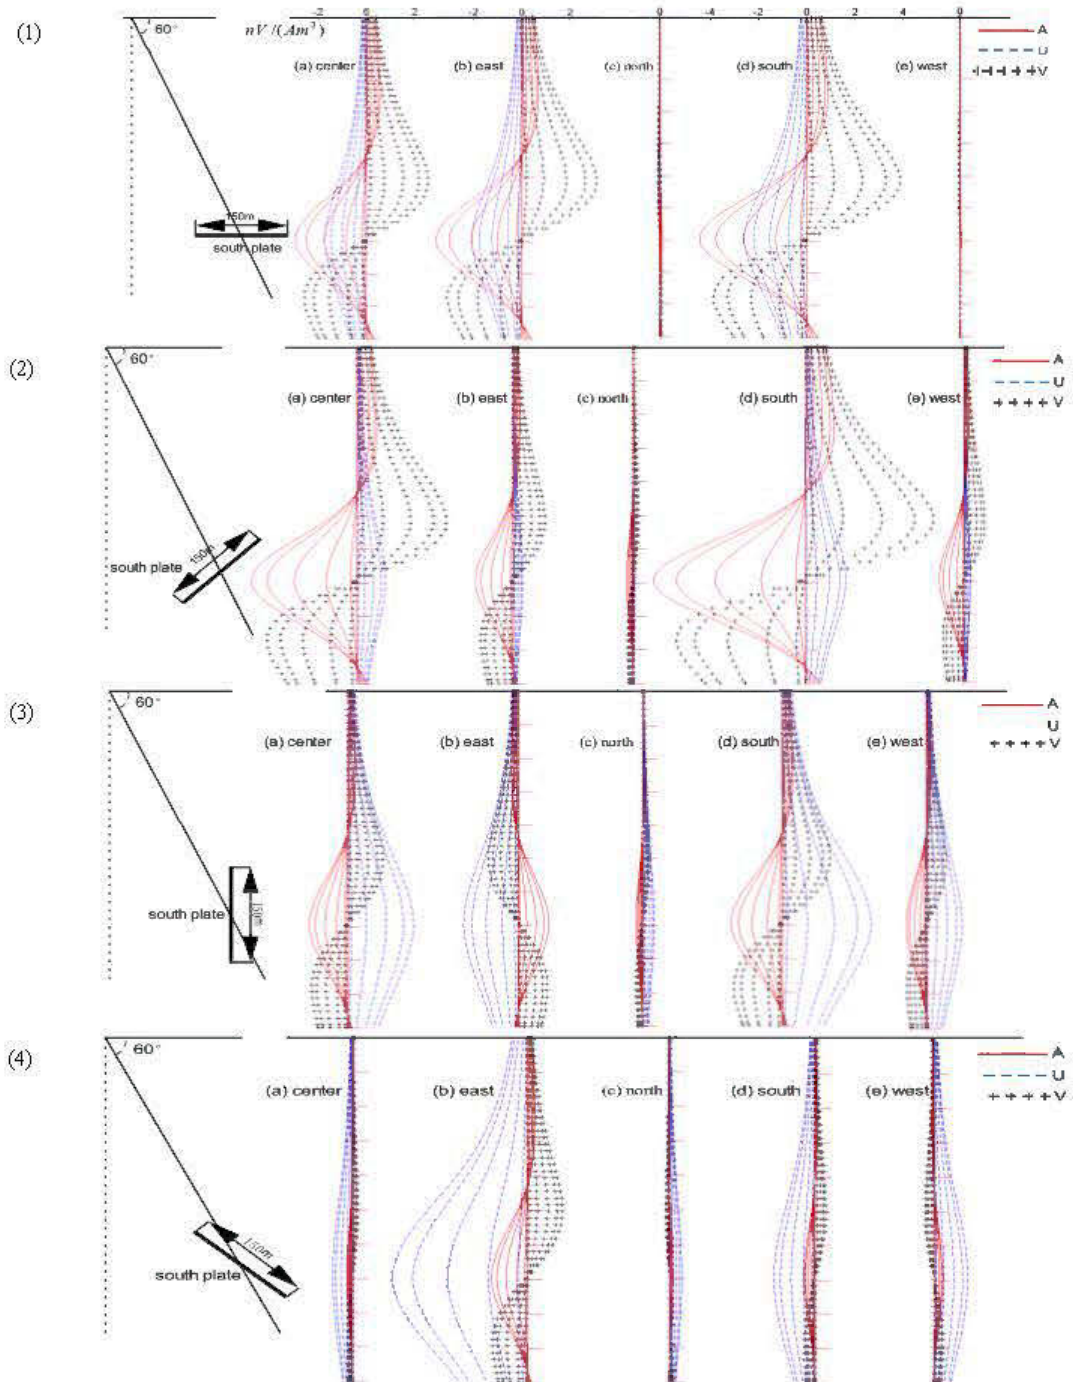 (1)
60°
nV/(Am²)
-2 0 2 0 2 0 -4 -2 0 2 4 0
(a) center
(b) east
(c) north
(d) south
(e) west
A
U
V
150m
south plate
(2)
60°
(e) center
(b) east
(c) north
(d) south
(e) west
A
U
V
150m
south plate
(3)
60°
(a) center
(b) east
(c) north
(d) south
(e) west
A
U
V
150m
south plate
(4)
60°
(a) center
(b) east
(c) north
(d) south
(e) west
A
U
V
150m
south plate